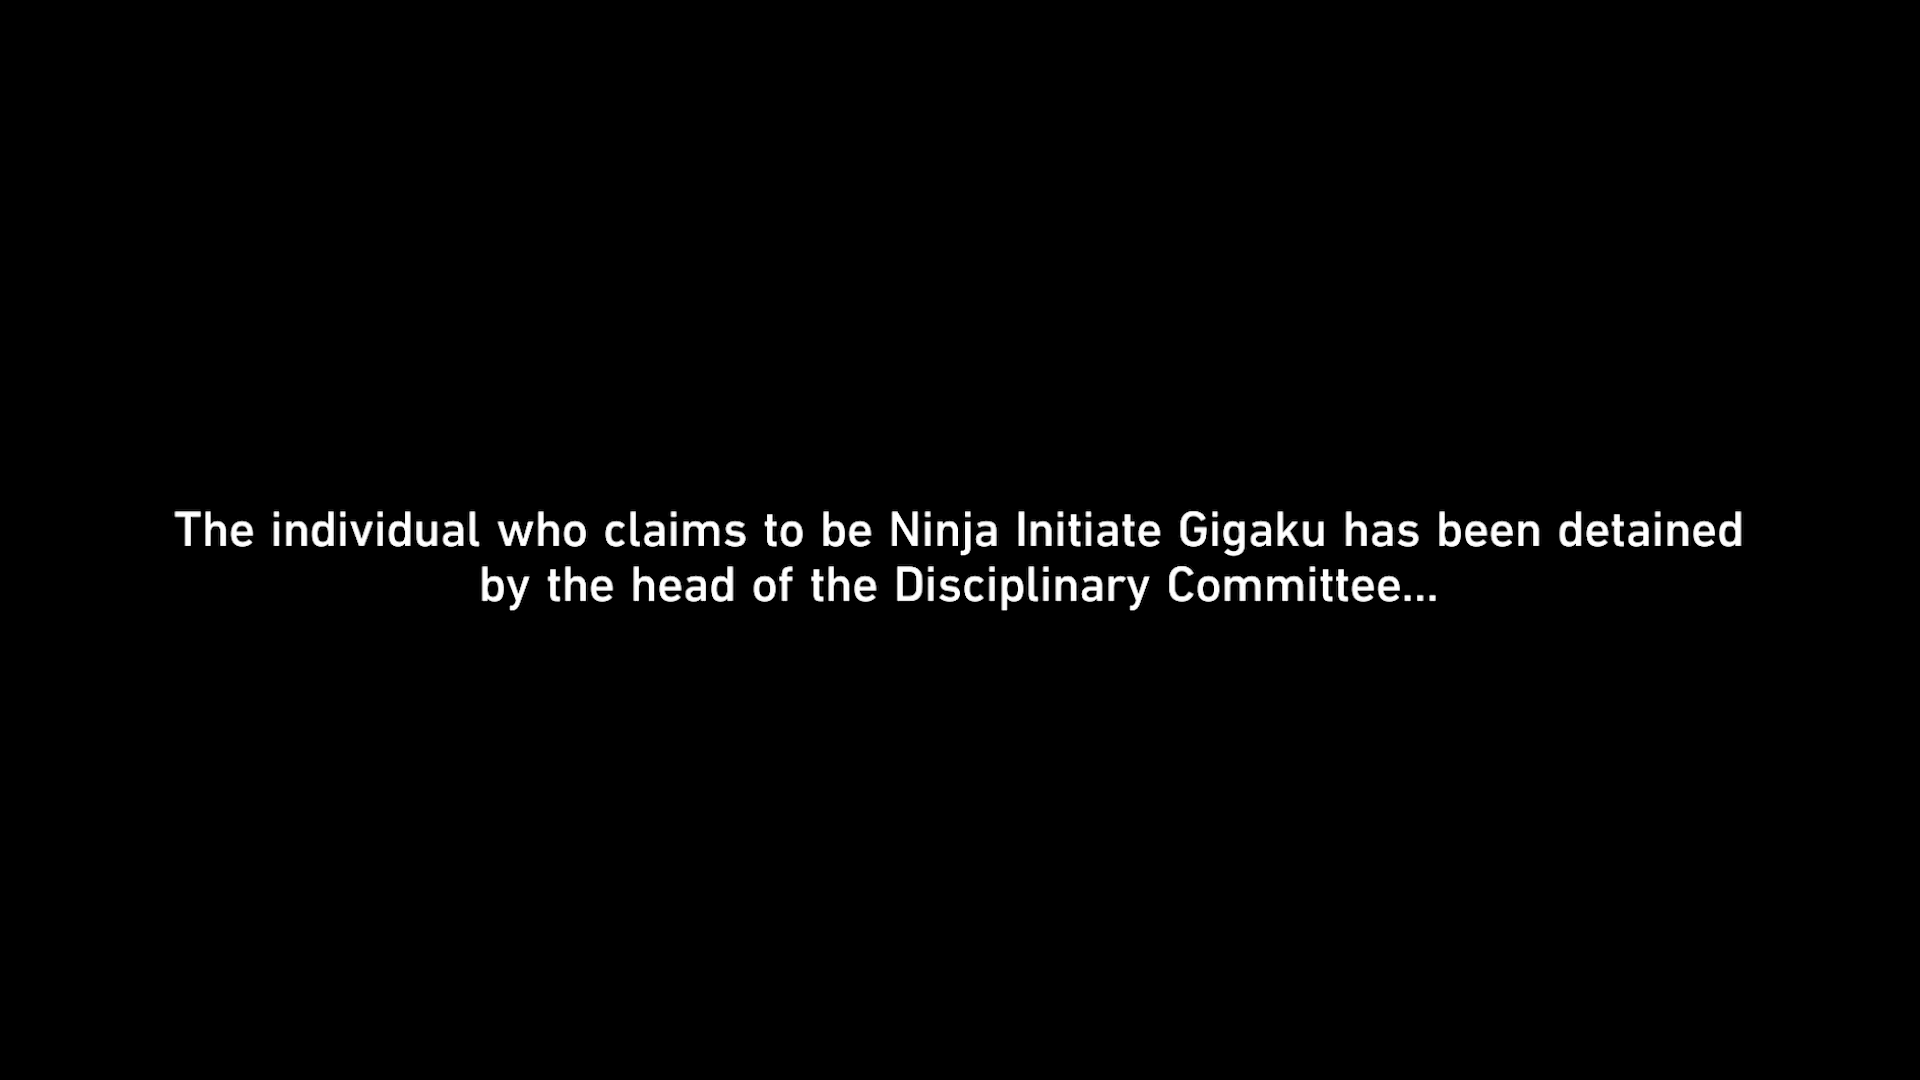 The individual who claims to be Ninja Initiate Gigaku has been detained
by the head of the Disciplinary Committee...